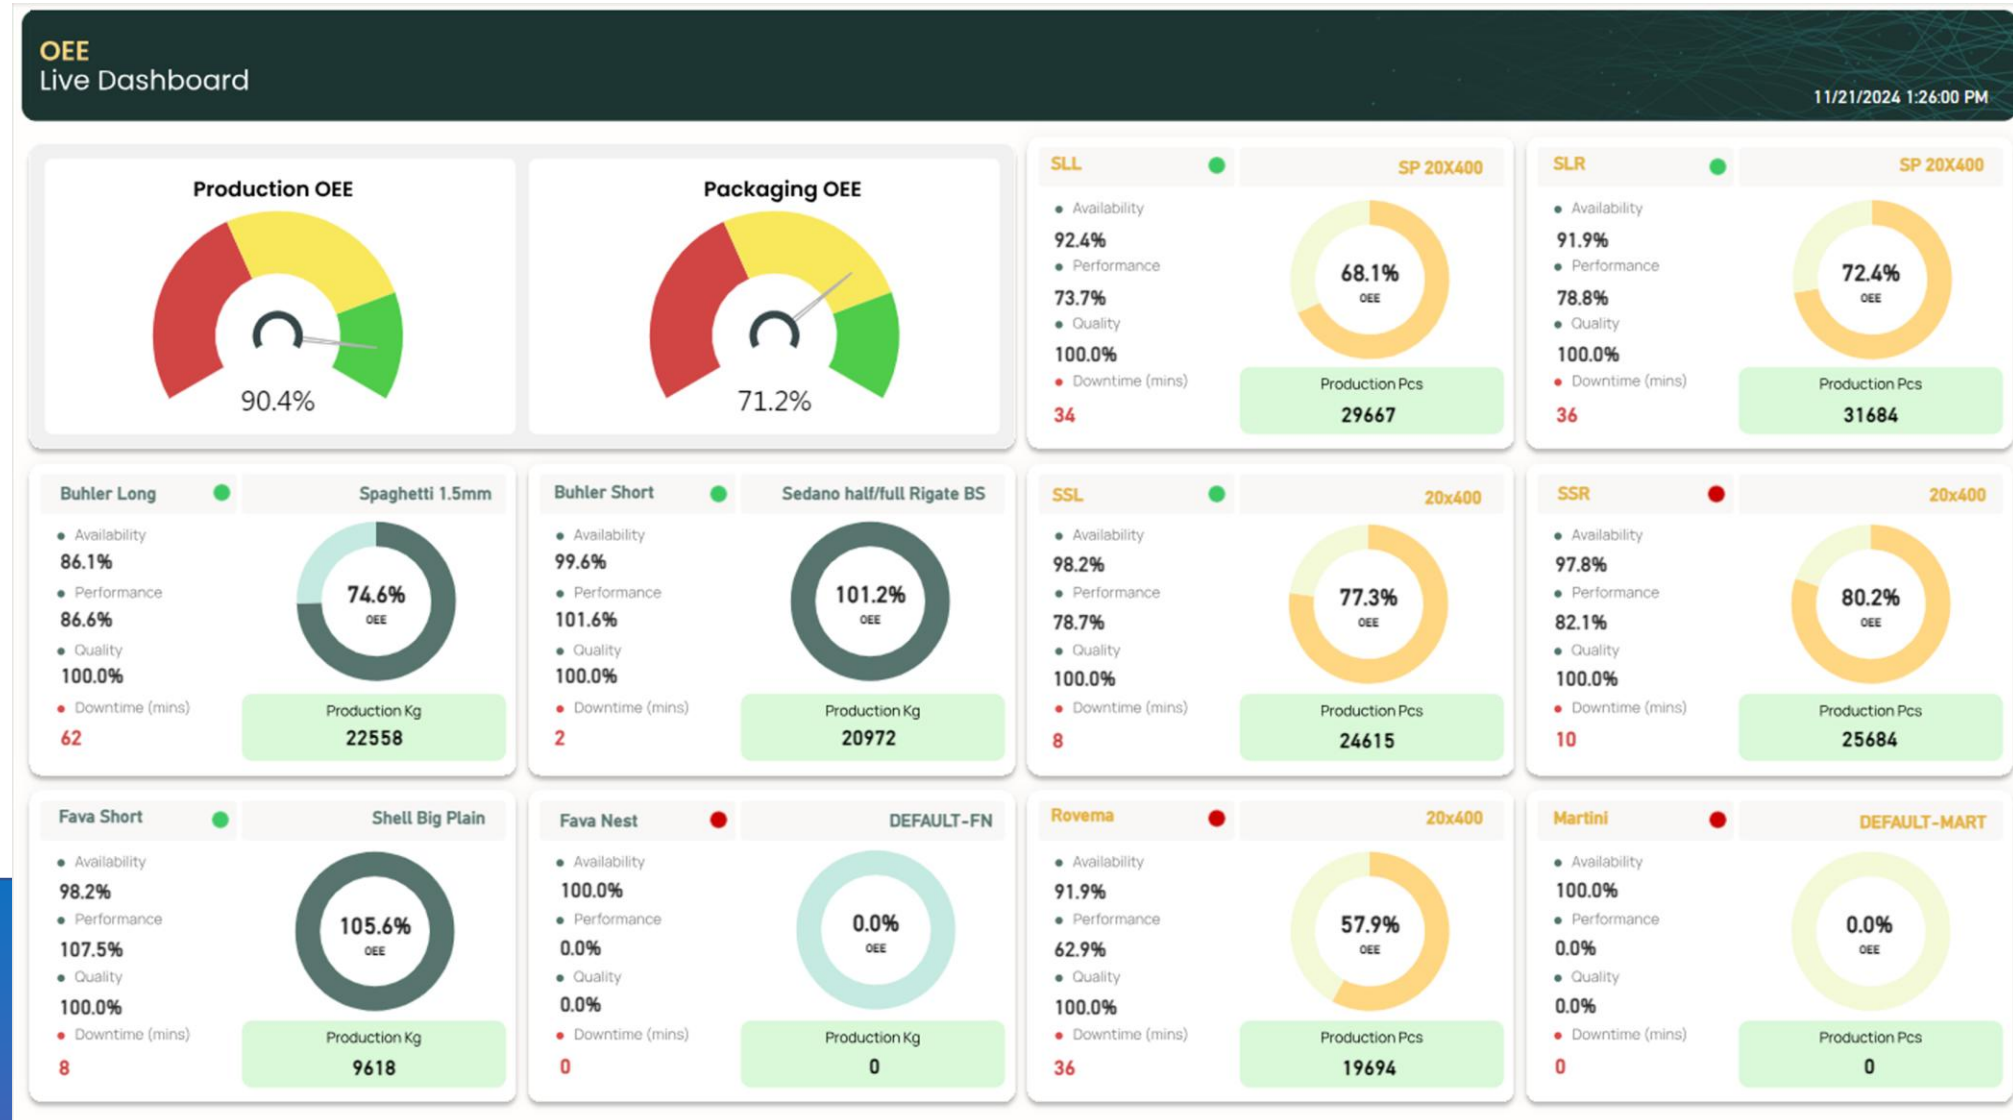 OEE
Live Dashboard
11/21/2024 1:26:00 PM
Production OEE
90.4%
Packaging OEE
71.2%
SLL
SP 20X400
Availability
92.4%
Performance
73.7%
Quality
100.0%
Downtime (mins)
34
68.1%
OEE
Production Pcs
29667
SLR
SP 20X400
Availability
91.9%
Performance
78.8%
Quality
100.0%
Downtime (mins)
36
72.4%
OEE
Production Pcs
31684
Buhler Long
Spaghetti 1.5mm
Availability
86.1%
Performance
86.6%
Quality
100.0%
Downtime (mins)
62
74.6%
OEE
Production Kg
22558
Buhler Short
Sedano half/full Rigate BS
Availability
99.6%
Performance
101.6%
Quality
100.0%
Downtime (mins)
2
101.2%
OEE
Production Kg
20972
SSL
20x400
Availability
98.2%
Performance
78.7%
Quality
100.0%
Downtime (mins)
8
77.3%
OEE
Production Pcs
24615
SSR
20x400
Availability
97.8%
Performance
82.1%
Quality
100.0%
Downtime (mins)
10
80.2%
OEE
Production Pcs
25684
Fava Short
Shell Big Plain
Availability
98.2%
Performance
107.5%
Quality
100.0%
Downtime (mins)
8
105.6%
OEE
Production Kg
9618
Fava Nest
DEFAULT-FN
Availability
100.0%
Performance
0.0%
Quality
0.0%
Downtime (mins)
0
0.0%
OEE
Production Kg
0
Rovema
20x400
Availability
91.9%
Performance
62.9%
Quality
100.0%
Downtime (mins)
36
57.9%
OEE
Production Pcs
19694
Martini
DEFAULT-MART
Availability
100.0%
Performance
0.0%
Quality
0.0%
Downtime (mins)
0
0.0%
OEE
Production Pcs
0